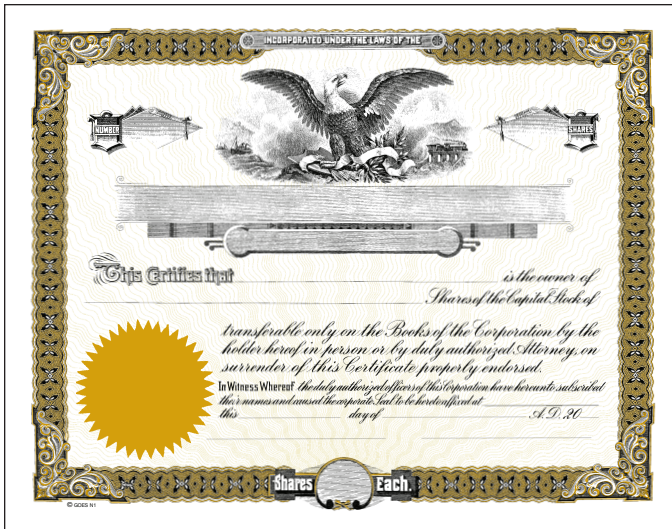 INCORPORATED UNDER THE LAWS OF THE
NUMBER
SHARES
This Certifies that is the owner of
Shares of the Capital Stock of
transferable only on the Books of the Corporation by the
holder hereof in person or by duly authorized Attorney, on
surrender of this Certificate properly endorsed.
In Witness Whereof the duly authorized officers of this Corporation have hereunto subscribed
their names and caused the corporate Seal to be hereto affixed at
this day of A.D. 20
Shares Each.
© GOES N1